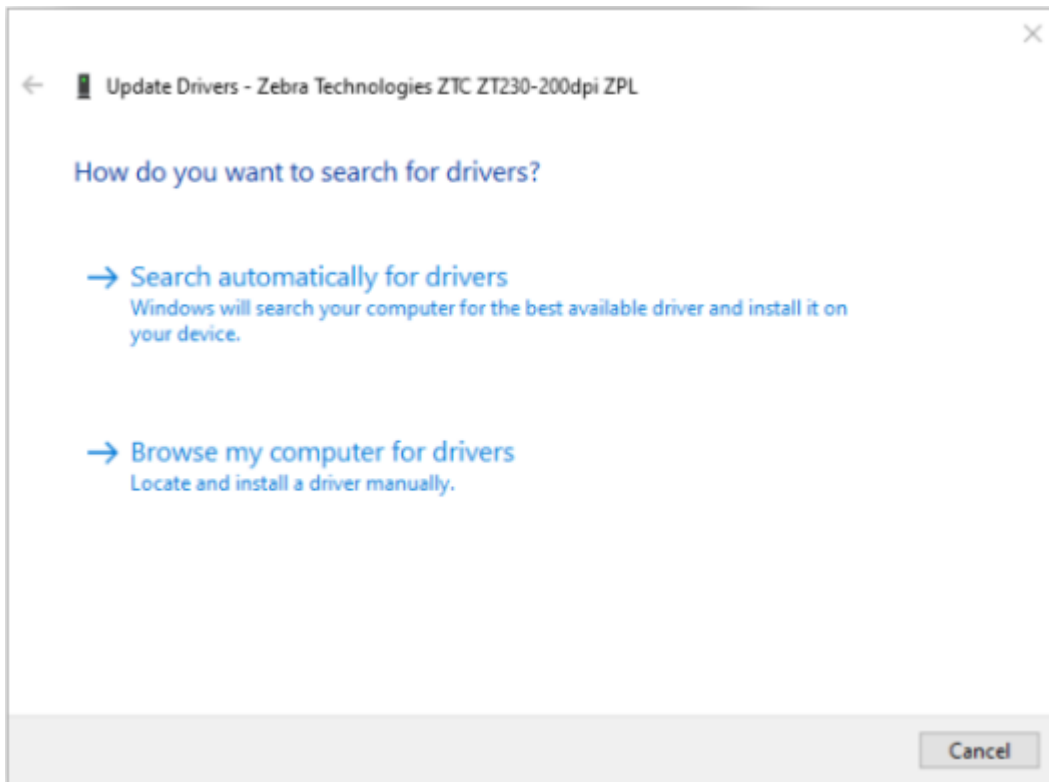 Update Drivers - Zebra Technologies ZTC ZT230-200dpi ZPL
How do you want to search for drivers?
Search automatically for drivers
Windows will search your computer for the best available driver and install it on
your device.
Browse my computer for drivers
Locate and install a driver manually.
Cancel